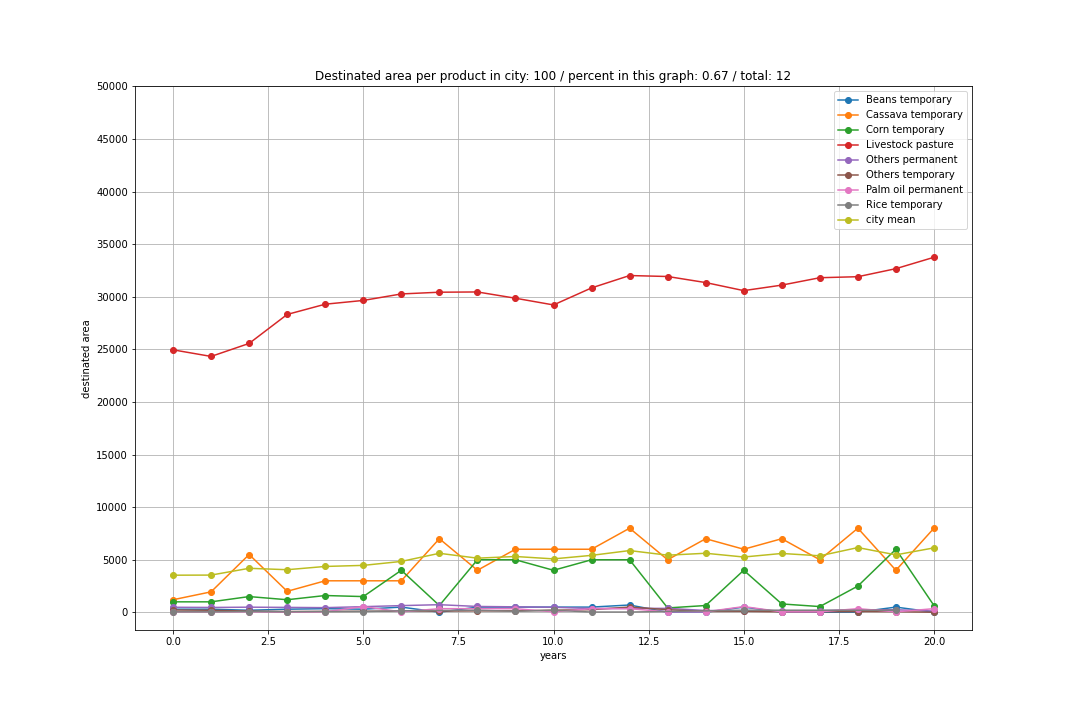 Destinated area per product in city: 100 / percent in this graph: 0.67 / total: 12
50000
45000
40000
35000
30000
25000
20000
15000
10000
5000
0
destinated area
Beans temporary
Cassava temporary
Corn temporary
Livestock pasture
Others permanent
Others temporary
Palm oil permanent
Rice temporary
city mean
0.0 2.5 5.0 7.5 10.0 12.5 15.0 17.5 20.0
years